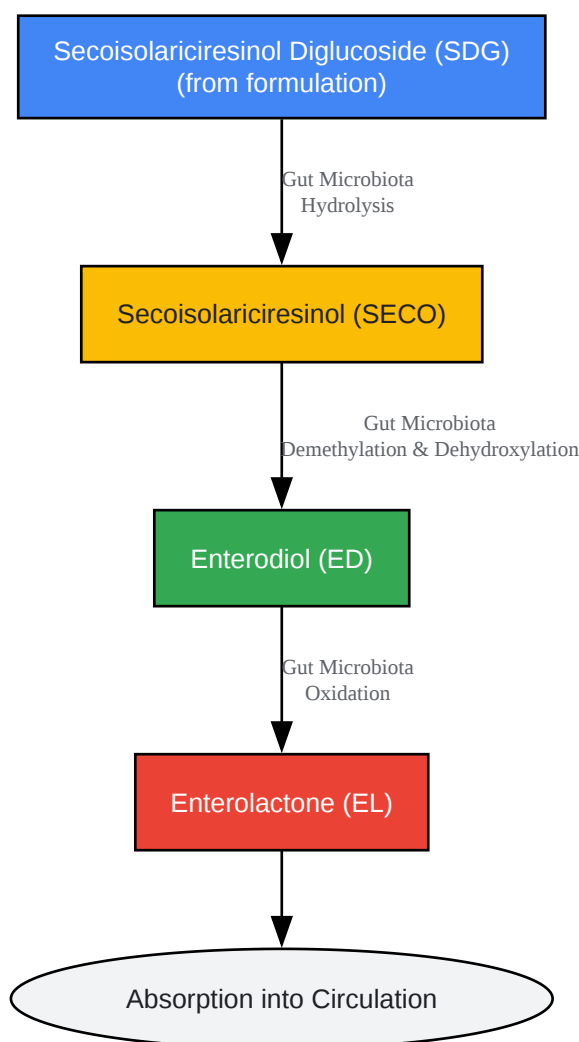 Secoisolariciresinol Diglucoside (SDG)
(from formulation)
Gut Microbiota
Hydrolysis
Secoisolariciresinol (SECO)
Gut Microbiota
Demethylation & Dehydroxylation
Enterodiol (ED)
Gut Microbiota
Oxidation
Enterolactone (EL)
Absorption into Circulation